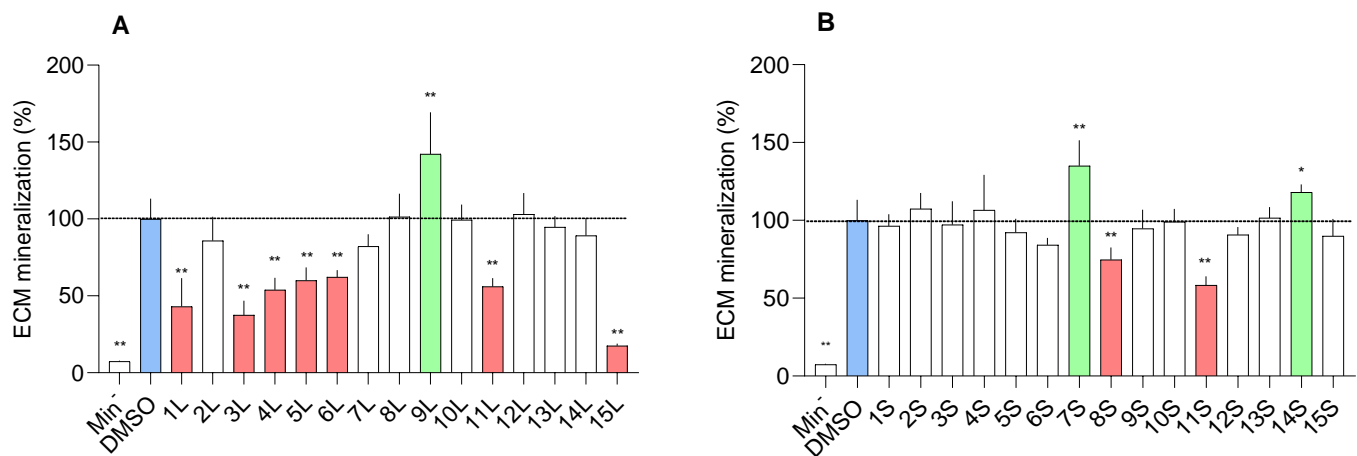 A
ECM mineralization (%)
200
150
100
50
0
**
**
**
**
**
**
**
**
**
Min-
DMSO
1L
2L
3L
4L
5L
6L
7L
8L
9L
10L
11L
12L
13L
14L
15L
B
ECM mineralization (%)
200
150
100
50
0
**
**
**
**
*
Min-
DMSO
1S
2S
3S
4S
5S
6S
7S
8S
9S
10S
11S
12S
13S
14S
15S